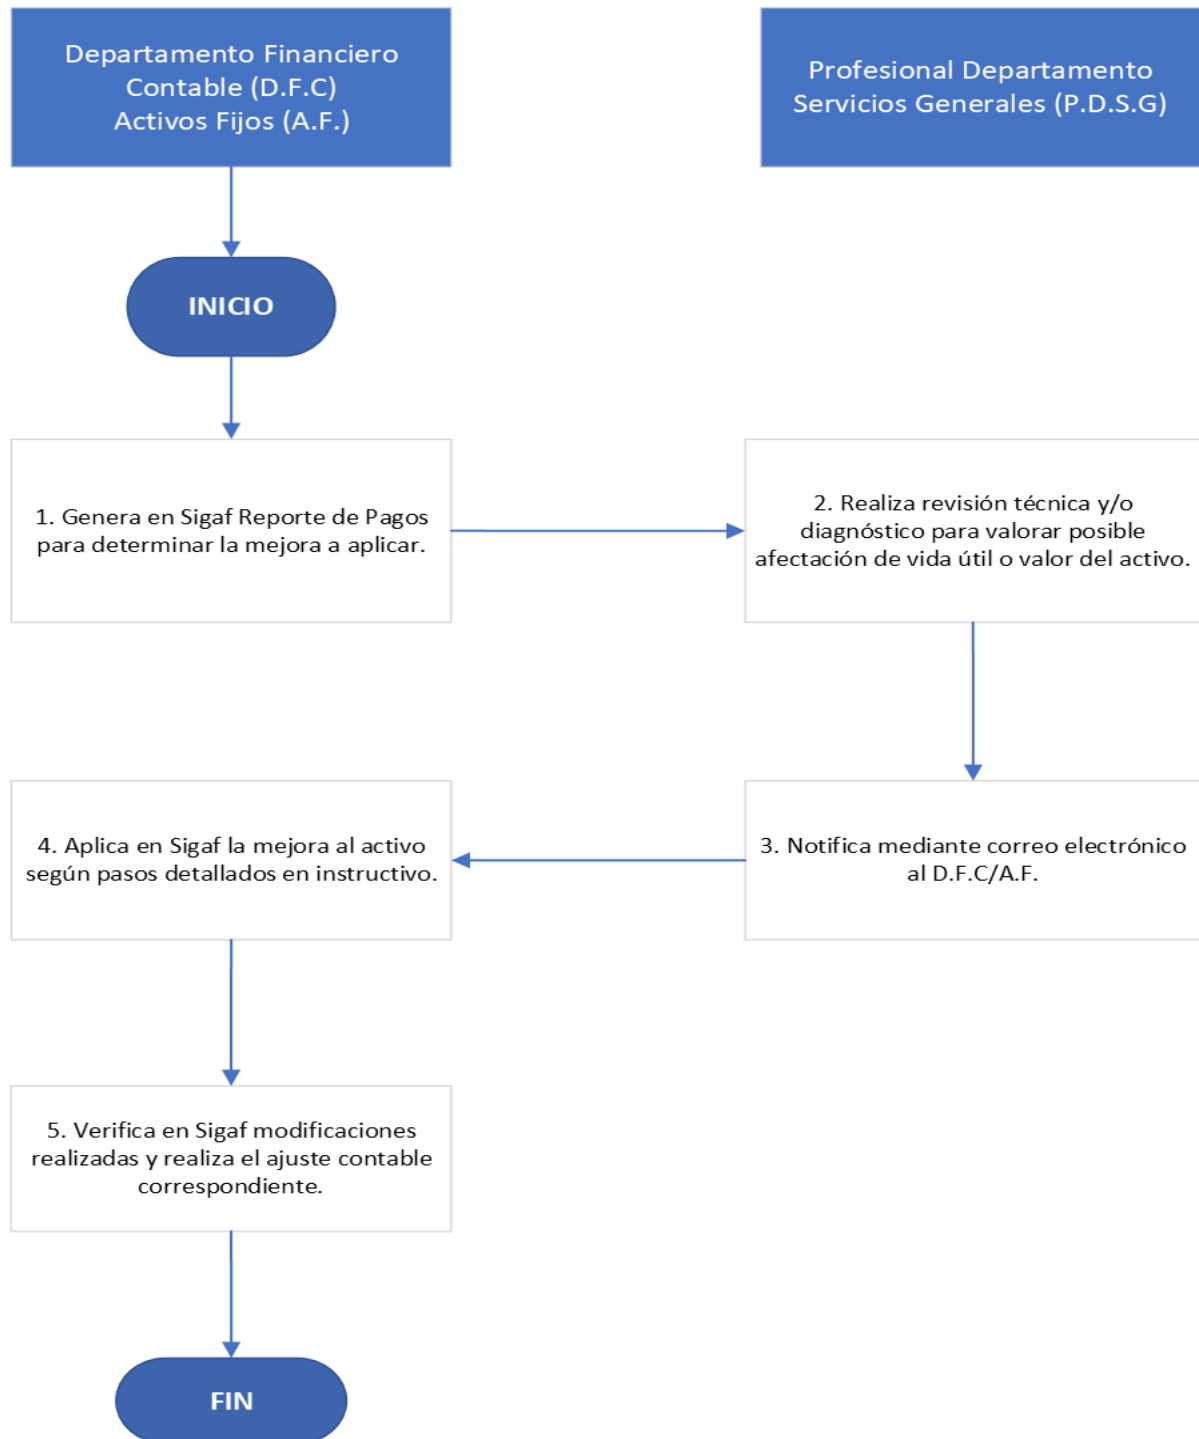 Departamento Financiero
Contable (D.F.C)
Activos Fijos (A.F.)
Profesional Departamento
Servicios Generales (P.D.S.G)
INICIO
1. Genera en Sigaf Reporte de Pagos
para determinar la mejora a aplicar.
2. Realiza revisión técnica y/o
diagnóstico para valorar posible
afectación de vida útil o valor del activo.
3. Notifica mediante correo electrónico
al D.F.C/A.F.
4. Aplica en Sigaf la mejora al activo
según pasos detallados en instructivo.
5. Verifica en Sigaf modificaciones
realizadas y realiza el ajuste contable
correspondiente.
FIN